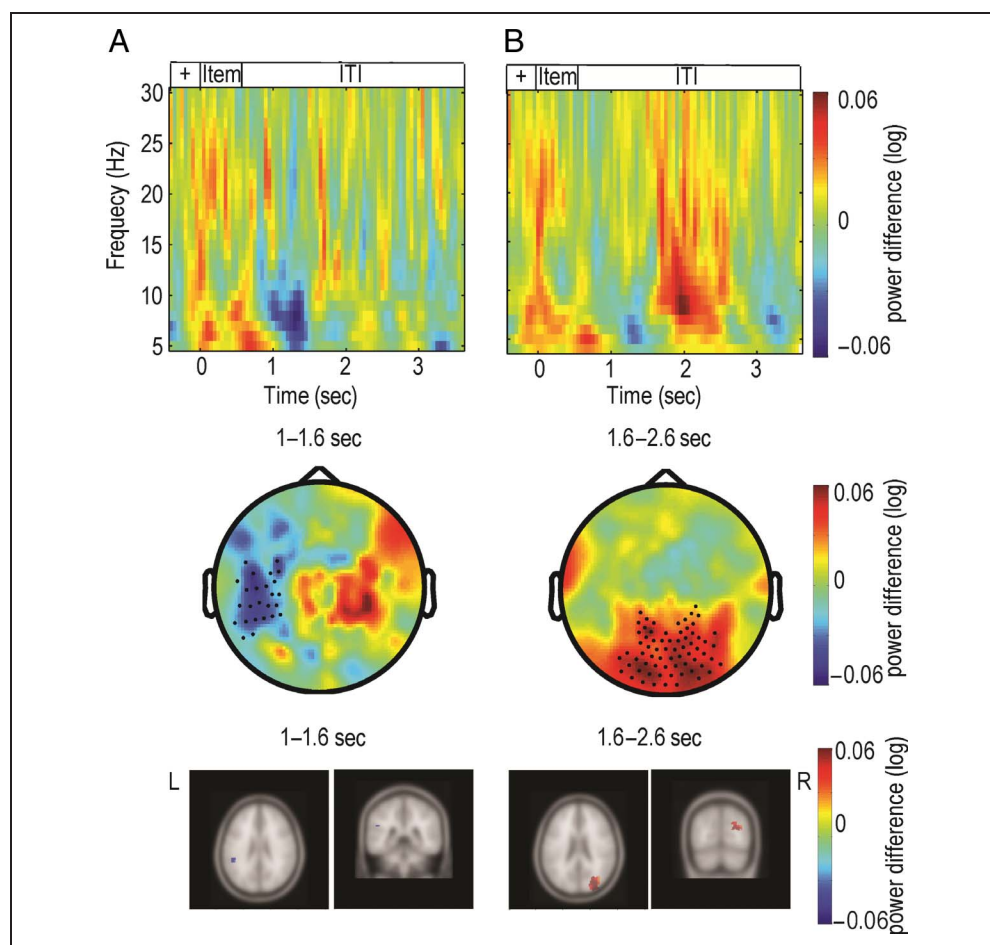 A
B
+ Item ITI
+ Item ITI
Frequecy (Hz)
30
25
20
15
10
5
0 1 2 3
Time (sec)
0 1 2 3
Time (sec)
0.06
0
−0.06
power difference (log)
1–1.6 sec
1.6–2.6 sec
0.06
0
−0.06
power difference (log)
1–1.6 sec
1.6–2.6 sec
L
R
0.06
0
−0.06
power difference (log)